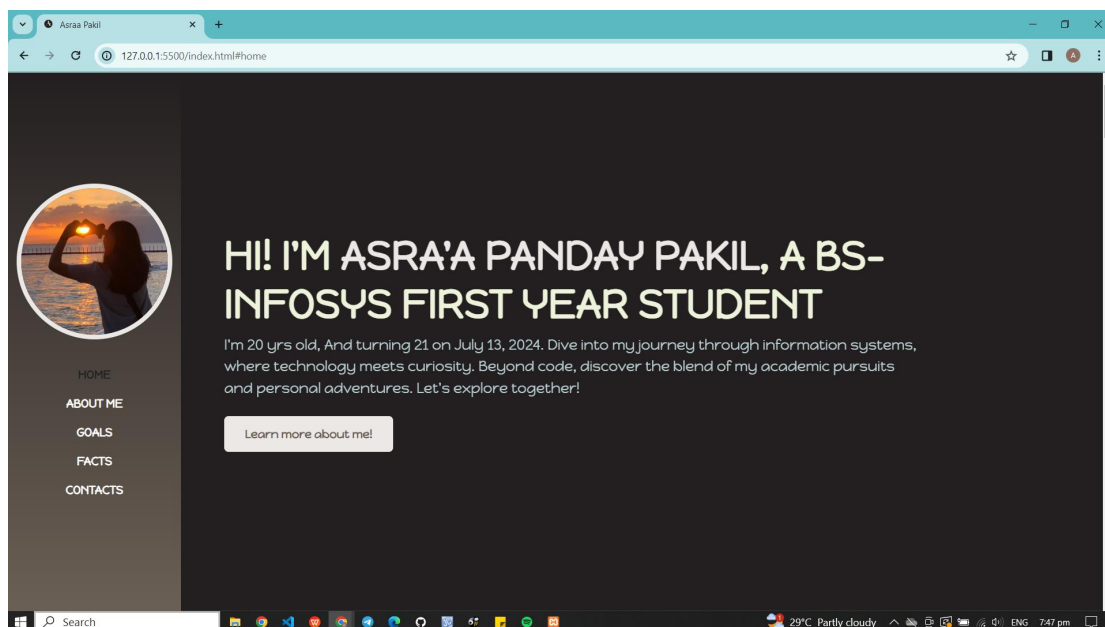 Asraa Pakil
127.0.0.1:5500/index.html#home
A
HOME
ABOUT ME
GOALS
FACTS
CONTACTS
HI! I'M ASRA'A PANDAY PAKIL, A BS-
INFOSYS FIRST YEAR STUDENT
I'm 20 yrs old, And turning 21 on July 13, 2024. Dive into my journey through information systems,
where technology meets curiosity. Beyond code, discover the blend of my academic pursuits
and personal adventures. Let's explore together!
Learn more about me!
Search
29°C Partly cloudy
ENG
7:47 pm